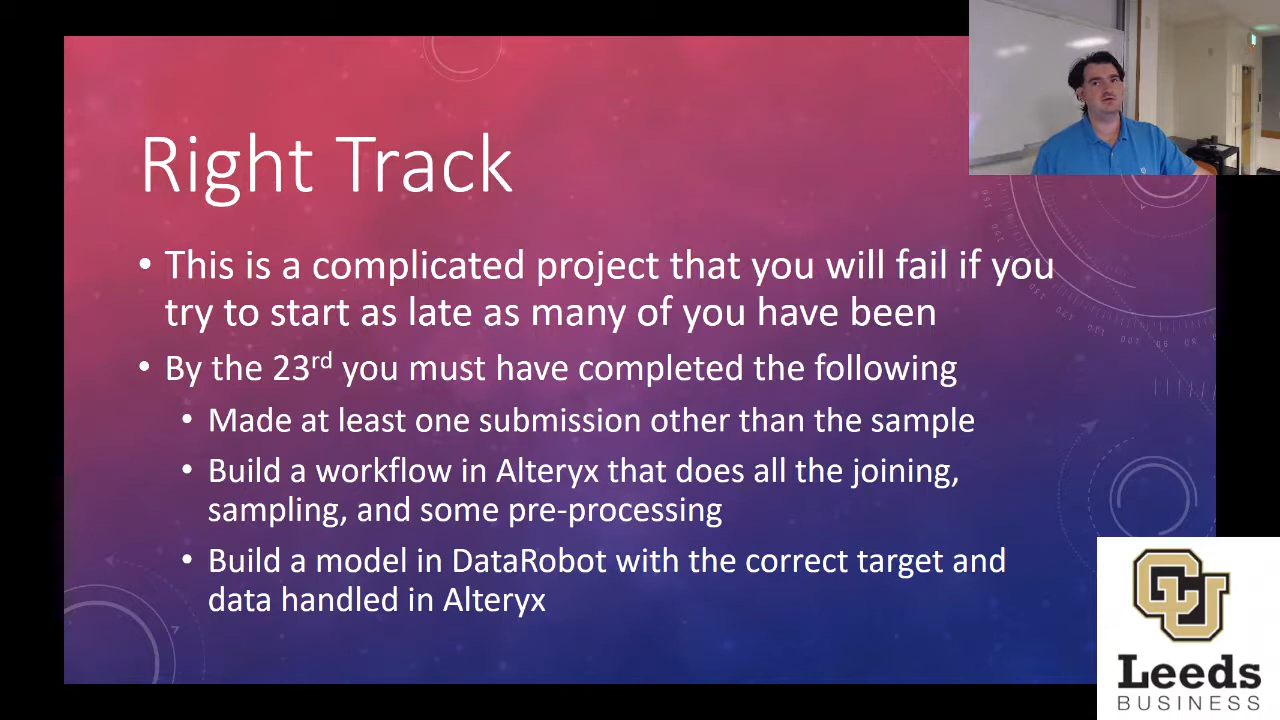 Right Track
• This is a complicated project that you will fail if you
try to start as late as many of you have been
• By the 23rd you must have completed the following
• Made at least one submission other than the sample
• Build a workflow in Alteryx that does all the joining,
sampling, and some pre-processing
• Build a model in DataRobot with the correct target and
data handled in Alteryx
CU
Leeds
BUSINESS